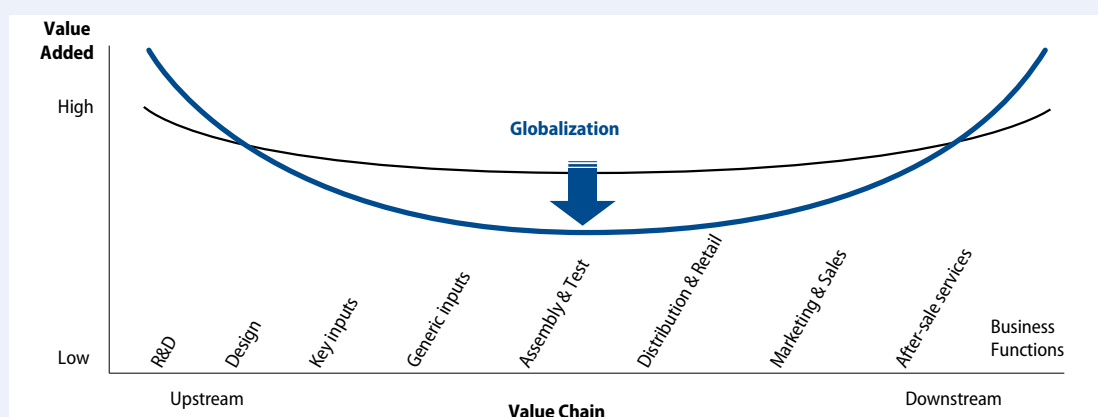 Value
Added
High
Globalization
Low
R&D
Design
Key inputs
Generic inputs
Assembly & Test
Distribution & Retail
Marketing & Sales
After-sale services
Business
Functions
Upstream
Downstream
Value Chain